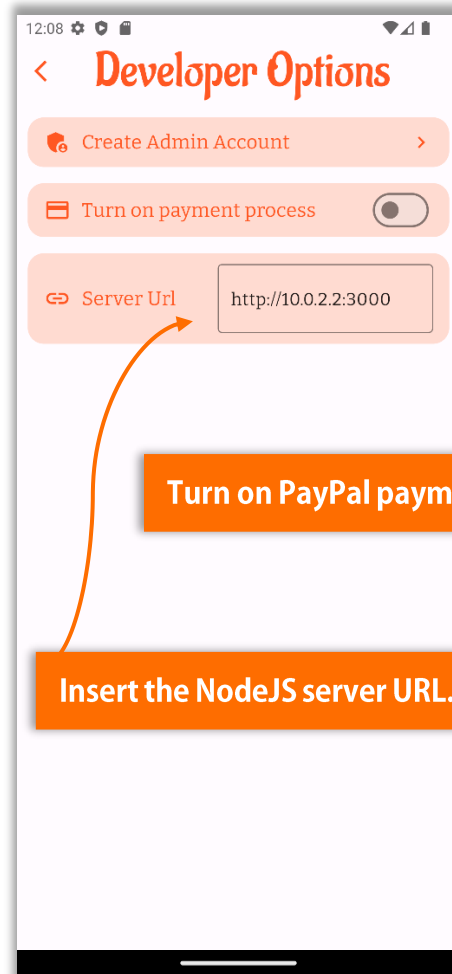 12:08
Developer Options
Create Admin Account
Turn on payment process
Server Url
http://10.0.2.2:3000
Turn on PayPal paym
Insert the NodeJS server URL.